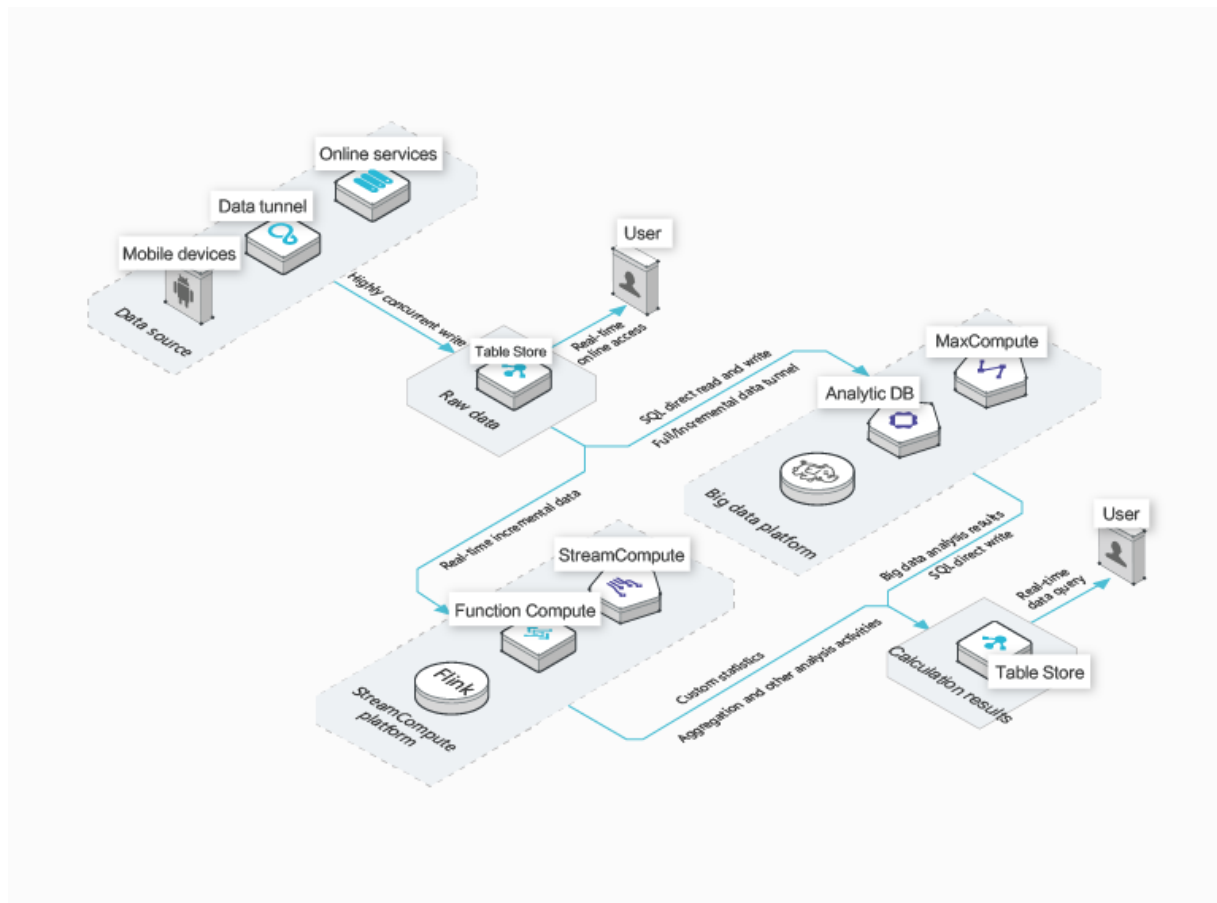 Online services
Data tunnel
Mobile devices
Data source
Highly concurrent write
User
Real-time
online access
Table Store
Raw data
SQL direct read and write
Full/Incremental data tunnel
MaxCompute
Analytic DB
Big data platform
Real-time incremental data
StreamCompute
Function Compute
Flink
StreamCompute
platform
Big data analysis results
SQL direct write
Custom statistics
Aggregation and other analysis activities
User
Real-time
data query
Table Store
Calculation results